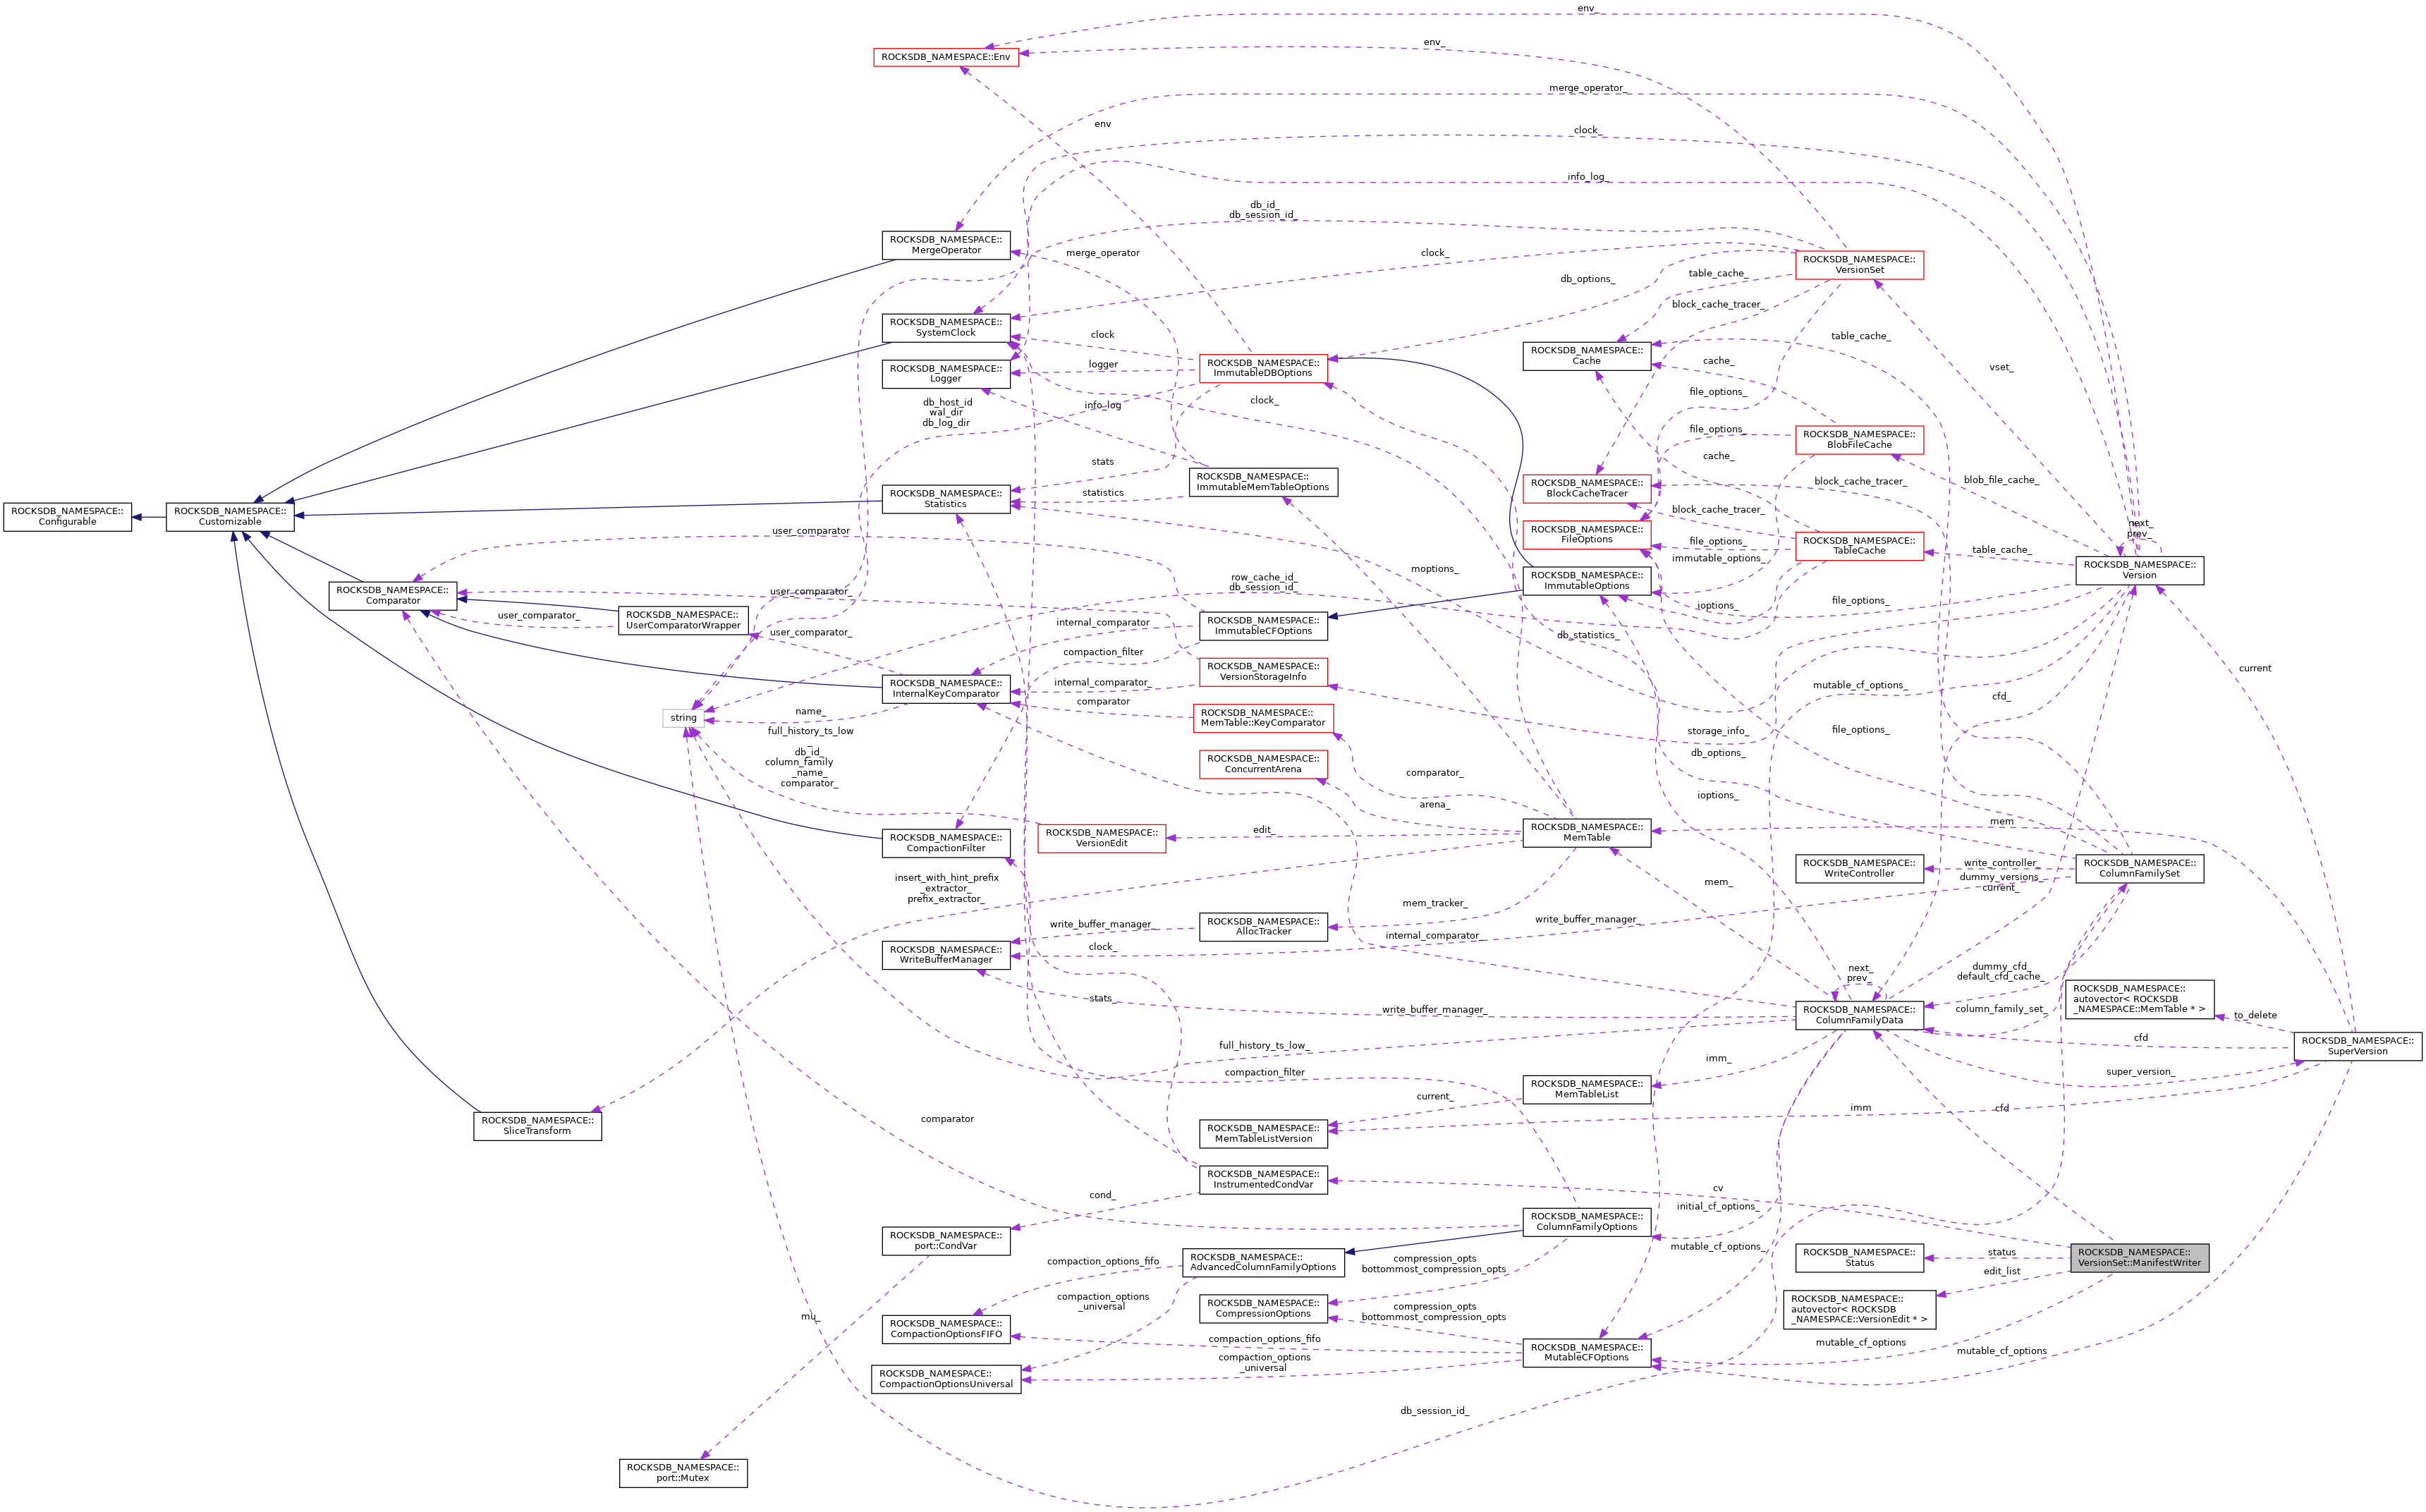 env_
env_
ROCKSDB_NAMESPACE::Env
merge_operator_
env
clock_
info_log_
db_id_
db_session_id_
ROCKSDB_NAMESPACE::
MergeOperator
merge_operator
clock_
ROCKSDB_NAMESPACE::
VersionSet
table_cache_
db_options_
block_cache_tracer_
ROCKSDB_NAMESPACE::
SystemClock
clock
table_cache_
ROCKSDB_NAMESPACE::
Cache
cache_
vset_
ROCKSDB_NAMESPACE::
Logger
logger
ROCKSDB_NAMESPACE::
ImmutableDBOptions
file_options_
db_host_id
wal_dir
db_log_dir
info_log
clock_
file_options_
ROCKSDB_NAMESPACE::
BlobFileCache
cache_
stats
ROCKSDB_NAMESPACE::
ImmutableMemTableOptions
block_cache_tracer_
blob_file_cache_
ROCKSDB_NAMESPACE::
Statistics
statistics
ROCKSDB_NAMESPACE::
BlockCacheTracer
block_cache_tracer_
ROCKSDB_NAMESPACE::
Configurable
ROCKSDB_NAMESPACE::
Customizable
user_comparator
ROCKSDB_NAMESPACE::
FileOptions
file_options_
ROCKSDB_NAMESPACE::
TableCache
next_
prev_
table_cache_
immutable_options_
moptions_
ROCKSDB_NAMESPACE::
Version
ROCKSDB_NAMESPACE::
ImmutableOptions
row_cache_id_
db_session_id_
ROCKSDB_NAMESPACE::
Comparator
user_comparator_
user_comparator_
ROCKSDB_NAMESPACE::
UserComparatorWrapper
ioptions_
file_options_
internal_comparator
ROCKSDB_NAMESPACE::
ImmutableCFOptions
user_comparator_
db_statistics_
compaction_filter
ROCKSDB_NAMESPACE::
VersionStorageInfo
current
ROCKSDB_NAMESPACE::
InternalKeyComparator
internal_comparator_
mutable_cf_options_
cfd_
string
name_
comparator
ROCKSDB_NAMESPACE::
MemTable::KeyComparator
full_history_ts_low
_
db_id_
column_family
_name_
comparator_
storage_info_
file_options_
db_options_
ROCKSDB_NAMESPACE::
ConcurrentArena
comparator_
arena_
ioptions_
ROCKSDB_NAMESPACE::
CompactionFilter
ROCKSDB_NAMESPACE::
VersionEdit
edit_
ROCKSDB_NAMESPACE::
MemTable
mem
ROCKSDB_NAMESPACE::
WriteController
write_controller_
ROCKSDB_NAMESPACE::
ColumnFamilySet
dummy_versions_
current_
insert_with_hint_prefix
_extractor_
prefix_extractor_
mem_
mem_tracker_
write_buffer_manager_
ROCKSDB_NAMESPACE::
AllocTracker
write_buffer_manager_
internal_comparator_
ROCKSDB_NAMESPACE::
WriteBufferManager
clock_
next_
prev_
dummy_cfd_
default_cfd_cache_
ROCKSDB_NAMESPACE::
autovector< ROCKSDB
_NAMESPACE::MemTable * >
stats_
write_buffer_manager_
ROCKSDB_NAMESPACE::
ColumnFamilyData
column_family_set_
to_delete
full_history_ts_low_
cfd
ROCKSDB_NAMESPACE::
SuperVersion
imm_
super_version_
compaction_filter
ROCKSDB_NAMESPACE::
MemTableList
current_
imm
cfd
comparator
ROCKSDB_NAMESPACE::
SliceTransform
ROCKSDB_NAMESPACE::
MemTableListVersion
ROCKSDB_NAMESPACE::
InstrumentedCondVar
cv
cond_
initial_cf_options_
ROCKSDB_NAMESPACE::
ColumnFamilyOptions
ROCKSDB_NAMESPACE::
port::CondVar
mutable_cf_options_
ROCKSDB_NAMESPACE::
Status
status
ROCKSDB_NAMESPACE::
VersionSet::ManifestWriter
compaction_options_fifo
ROCKSDB_NAMESPACE::
AdvancedColumnFamilyOptions
compression_opts
bottommost_compression_opts
edit_list
compaction_options
_universal
ROCKSDB_NAMESPACE::
CompressionOptions
compression_opts
bottommost_compression_opts
ROCKSDB_NAMESPACE::
autovector< ROCKSDB
_NAMESPACE::VersionEdit * >
mu_
ROCKSDB_NAMESPACE::
CompactionOptionsFIFO
compaction_options_fifo
ROCKSDB_NAMESPACE::
MutableCFOptions
mutable_cf_options
mutable_cf_options
compaction_options
_universal
ROCKSDB_NAMESPACE::
CompactionOptionsUniversal
db_session_id_
ROCKSDB_NAMESPACE::
port::Mutex